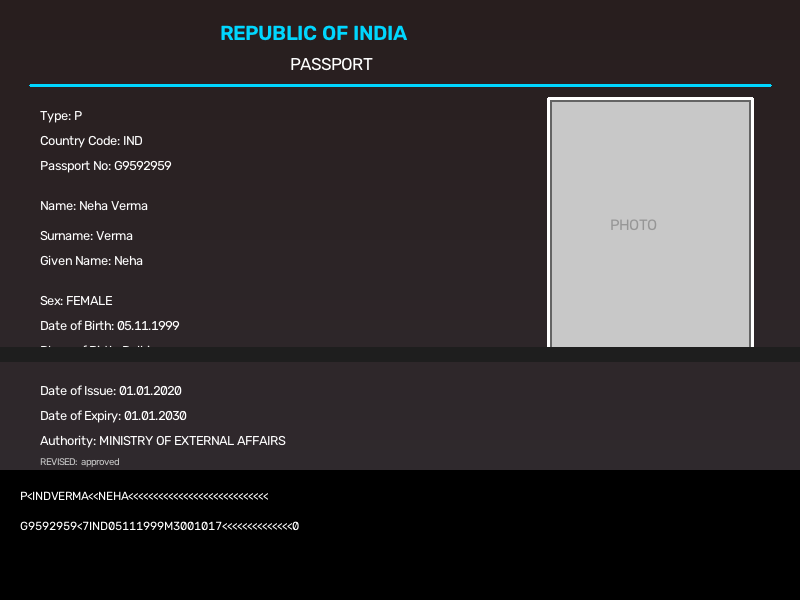 REPUBLIC OF INDIA
PASSPORT
Type: P
Country Code: IND
Passport No: G9592959
PHOTO
Name: Neha Verma
Surname: Verma
Given Name: Neha
Sex: FEMALE
Date of Birth: 05.11.1999
Date of Issue: 01.01.2020
Date of Expiry: 01.01.2030
Authority: MINISTRY OF EXTERNAL AFFAIRS
REVISED: approved
P<INDVERMA<<NEHA<<<<<<<<<<<<<<<<<<<<<<<<<<<<
G9592959<7IND05111999M3001017<<<<<<<<<<<<<<0